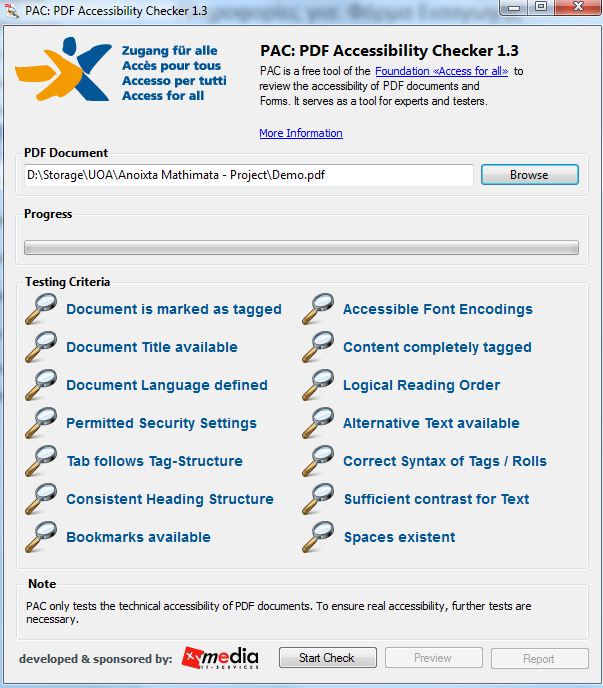 PAC: PDF Accessibility Checker 1.3
Zugang für alle
Accès pour tous
Accesso per tutti
Access for all
PAC: PDF Accessibility Checker 1.3
PAC is a free tool of the Foundation «Access for all» to
review the accessibility of PDF documents and
Forms. It serves as a tool for experts and testers.
More Information
PDF Document
D:\Storage\UOA\Anoixta Mathimata - Project\Demo.pdf
Browse
Progress
Testing Criteria
Document is marked as tagged
Document Title available
Document Language defined
Permitted Security Settings
Tab follows Tag-Structure
Consistent Heading Structure
Bookmarks available
Accessible Font Encodings
Content completely tagged
Logical Reading Order
Alternative Text available
Correct Syntax of Tags / Rolls
Sufficient contrast for Text
Spaces existent
Note
PAC only tests the technical accessibility of PDF documents. To ensure real accessibility, further tests are
necessary.
developed & sponsored by:
xymedia
IT-SERVICES
Start Check
Preview
Report